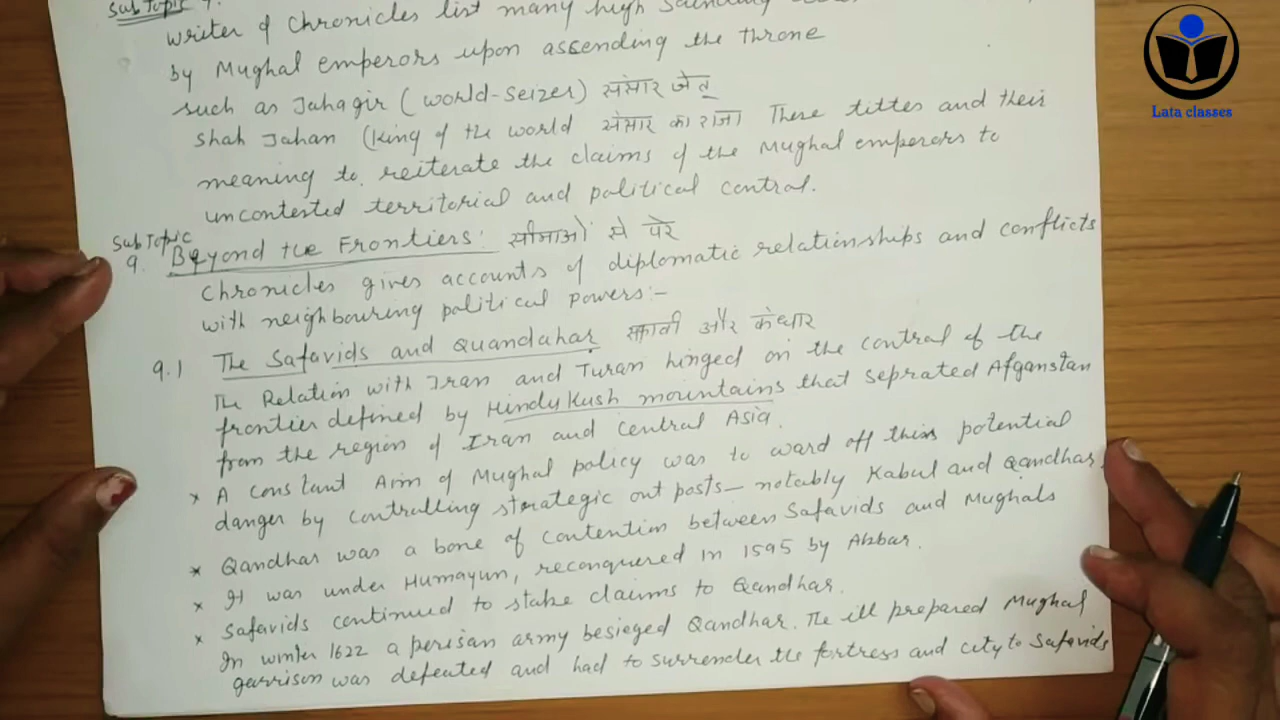 Sub Topic
writer of Chronicles list many high sounding
by Mughal emperors upon ascending the throne
such as Jahagir (world-seizer) संसार जेतू
Shah Jahan (King of the world संसार का राजा These tittes and their
meaning to reiterate the claims of the Mughal emperors to
uncontested territorial and political control.
Sub Topic
9. Beyond the Frontiers: सीमाओं से परे
Chronicles gives accounts of diplomatic relationships and conflicts
with neighbouring political powers:-
9.1 The Safavids and Quandahar सफावी और कंधार
The Relation with Iran and Turan hinged on the control of the
frontier defined by Hindukush mountains that seprated Afganstan
from the region of Iran and Central Asia.
* A constant Aim of Mughal policy was to ward off this potential
danger by controlling strategic out posts— notably Kabul and Qandhar.
* Qandhar was a bone of contention between Safavids and Mughals
* It was under Humayun, reconquered in 1595 by Akbar.
* Safavids continued to stake claims to Qandhar.
In winter 1622 a perisan army besieged Qandhar. The ill prepared Mughal
garrison was defeated and had to surrender the fortress and city to Safavids
Lata classes